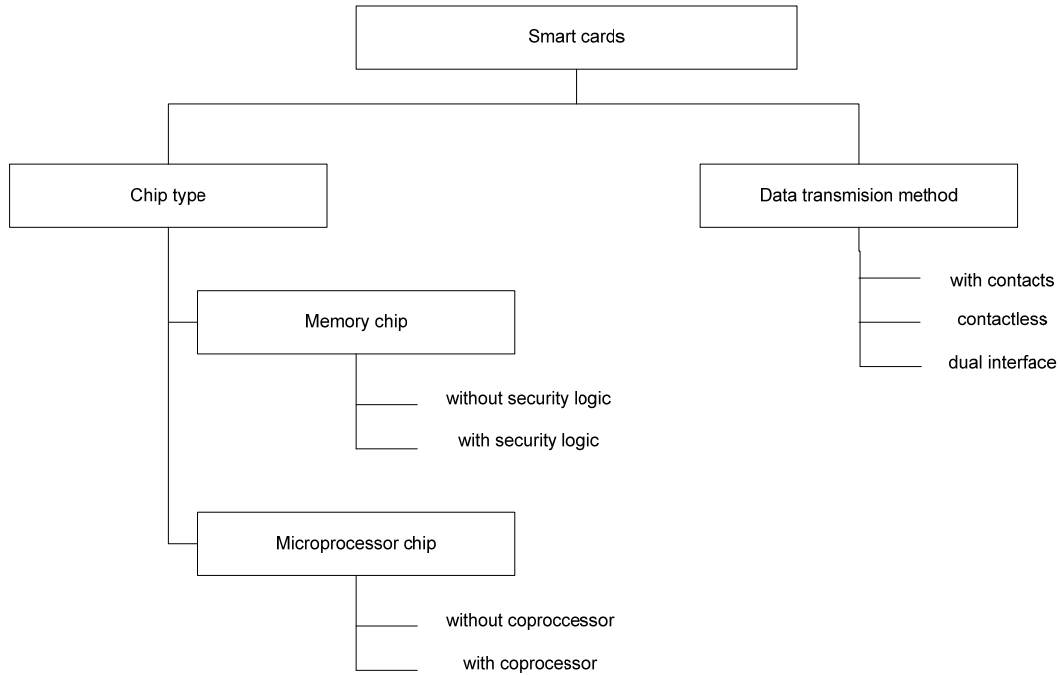 Smart cards
Chip type
Data transmision method
with contacts
contactless
dual interface
Memory chip
without security logic
with security logic
Microprocessor chip
without coproccessor
with coprocessor